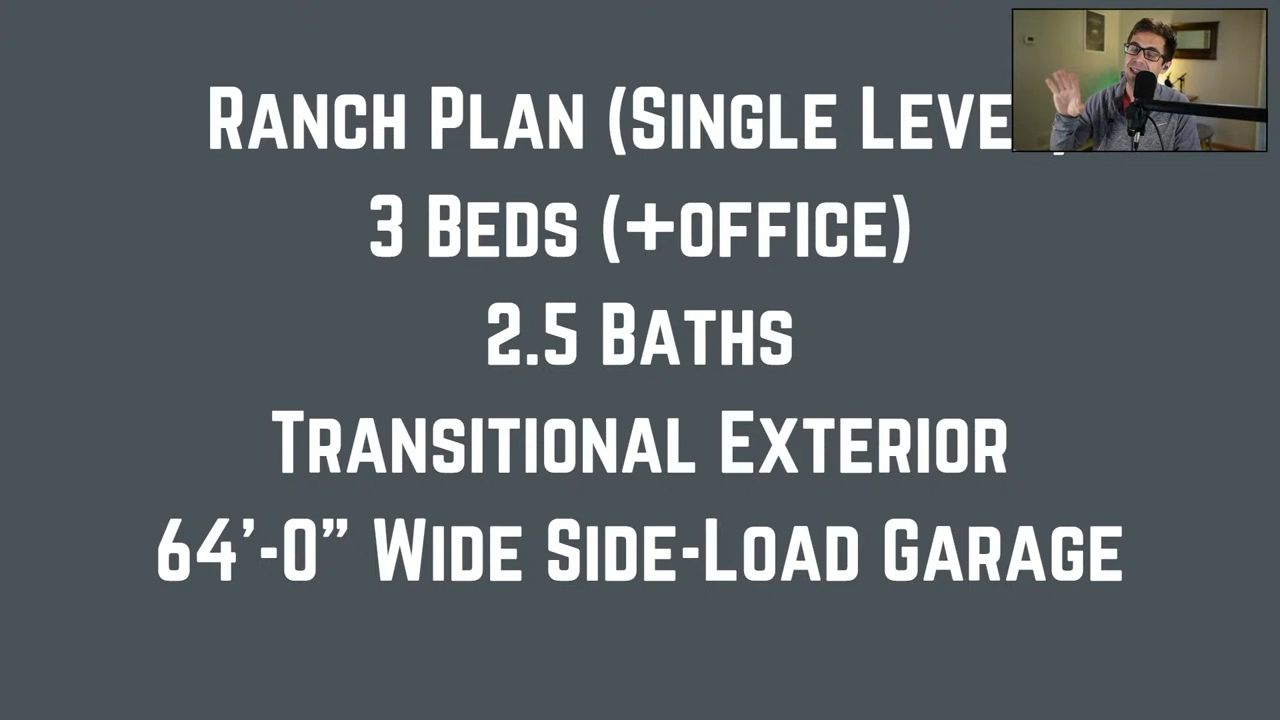 Ranch Plan (Single Leve
3 Beds (+office)
2.5 Baths
Transitional Exterior
64’-0” Wide Side-Load Garage